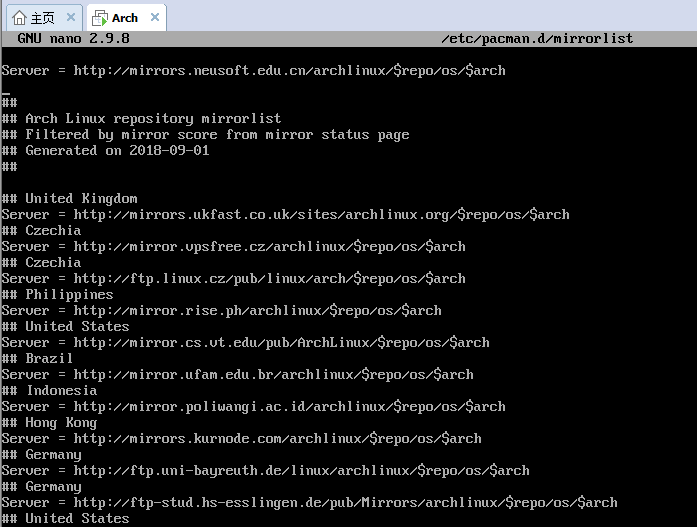 主页 Arch
GNU nano 2.9.8 /etc/pacman.d/mirrorlist
Server = http://mirrors.neusoft.edu.cn/archlinux/$repo/os/$arch
##
## Arch Linux repository mirrorlist
## Filtered by mirror score from mirror status page
## Generated on 2018-09-01
##
## United Kingdom
Server = http://mirrors.ukfast.co.uk/sites/archlinux.org/$repo/os/$arch
## Czechia
Server = http://mirror.vpsfree.cz/archlinux/$repo/os/$arch
## Czechia
Server = http://ftp.linux.cz/pub/linux/arch/$repo/os/$arch
## Philippines
Server = http://mirror.rise.ph/archlinux/$repo/os/$arch
## United States
Server = http://mirror.cs.vt.edu/pub/ArchLinux/$repo/os/$arch
## Brazil
Server = http://mirror.ufam.edu.br/archlinux/$repo/os/$arch
## Indonesia
Server = http://mirror.poliwangi.ac.id/archlinux/$repo/os/$arch
## Hong Kong
Server = http://mirrors.kurnode.com/archlinux/$repo/os/$arch
## Germany
Server = http://ftp.uni-bayreuth.de/linux/archlinux/$repo/os/$arch
## Germany
Server = http://ftp-stud.hs-esslingen.de/pub/Mirrors/archlinux/$repo/os/$arch
## United States